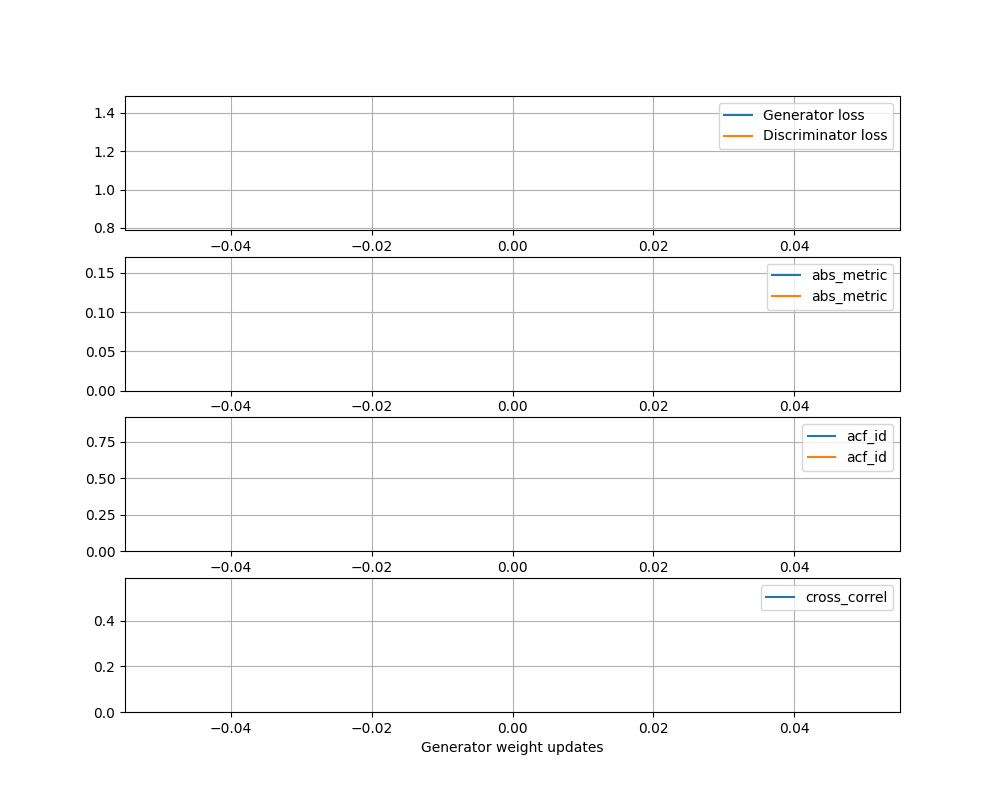 1.4
1.2
1.0
0.8
Generator loss
Discriminator loss
−0.04 −0.02 0.00 0.02 0.04
0.15
0.10
0.05
0.00
abs_metric
abs_metric
−0.04 −0.02 0.00 0.02 0.04
0.75
0.50
0.25
0.00
acf_id
acf_id
−0.04 −0.02 0.00 0.02 0.04
0.4
0.2
0.0
cross_correl
−0.04 −0.02 0.00 0.02 0.04
Generator weight updates